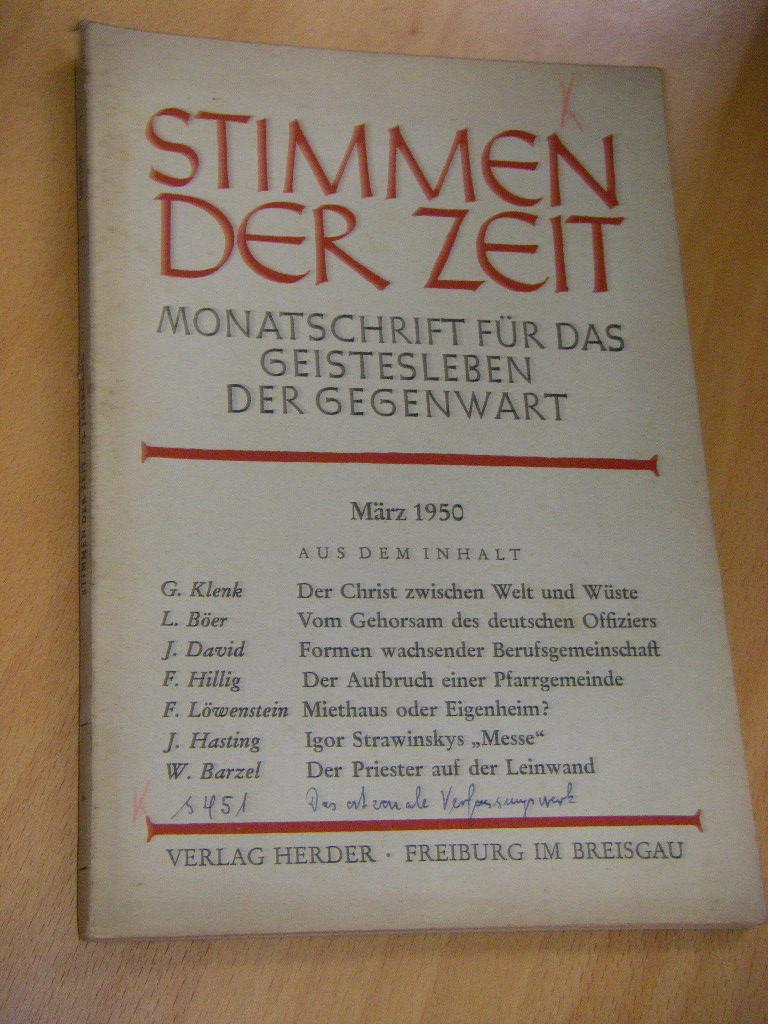 STIMMEN
DER ZEIT
MONATSCHRIFT FÜR DAS
GEISTESLEBEN
DER GEGENWART
März 1950
AUS DEM INHALT
G. Klenk Der Christ zwischen Welt und Wüste
L. Böer Vom Gehorsam des deutschen Offiziers
J. David Formen wachsender Berufsgemeinschaft
F. Hillig Der Aufbruch einer Pfarrgemeinde
F. Löwenstein Miethaus oder Eigenheim?
J. Hasting Igor Strawinskys „Messe“
W. Barzel Der Priester auf der Leinwand
S 451 Das Verfassungswerk
VERLAG HERDER · FREIBURG IM BREISGAU